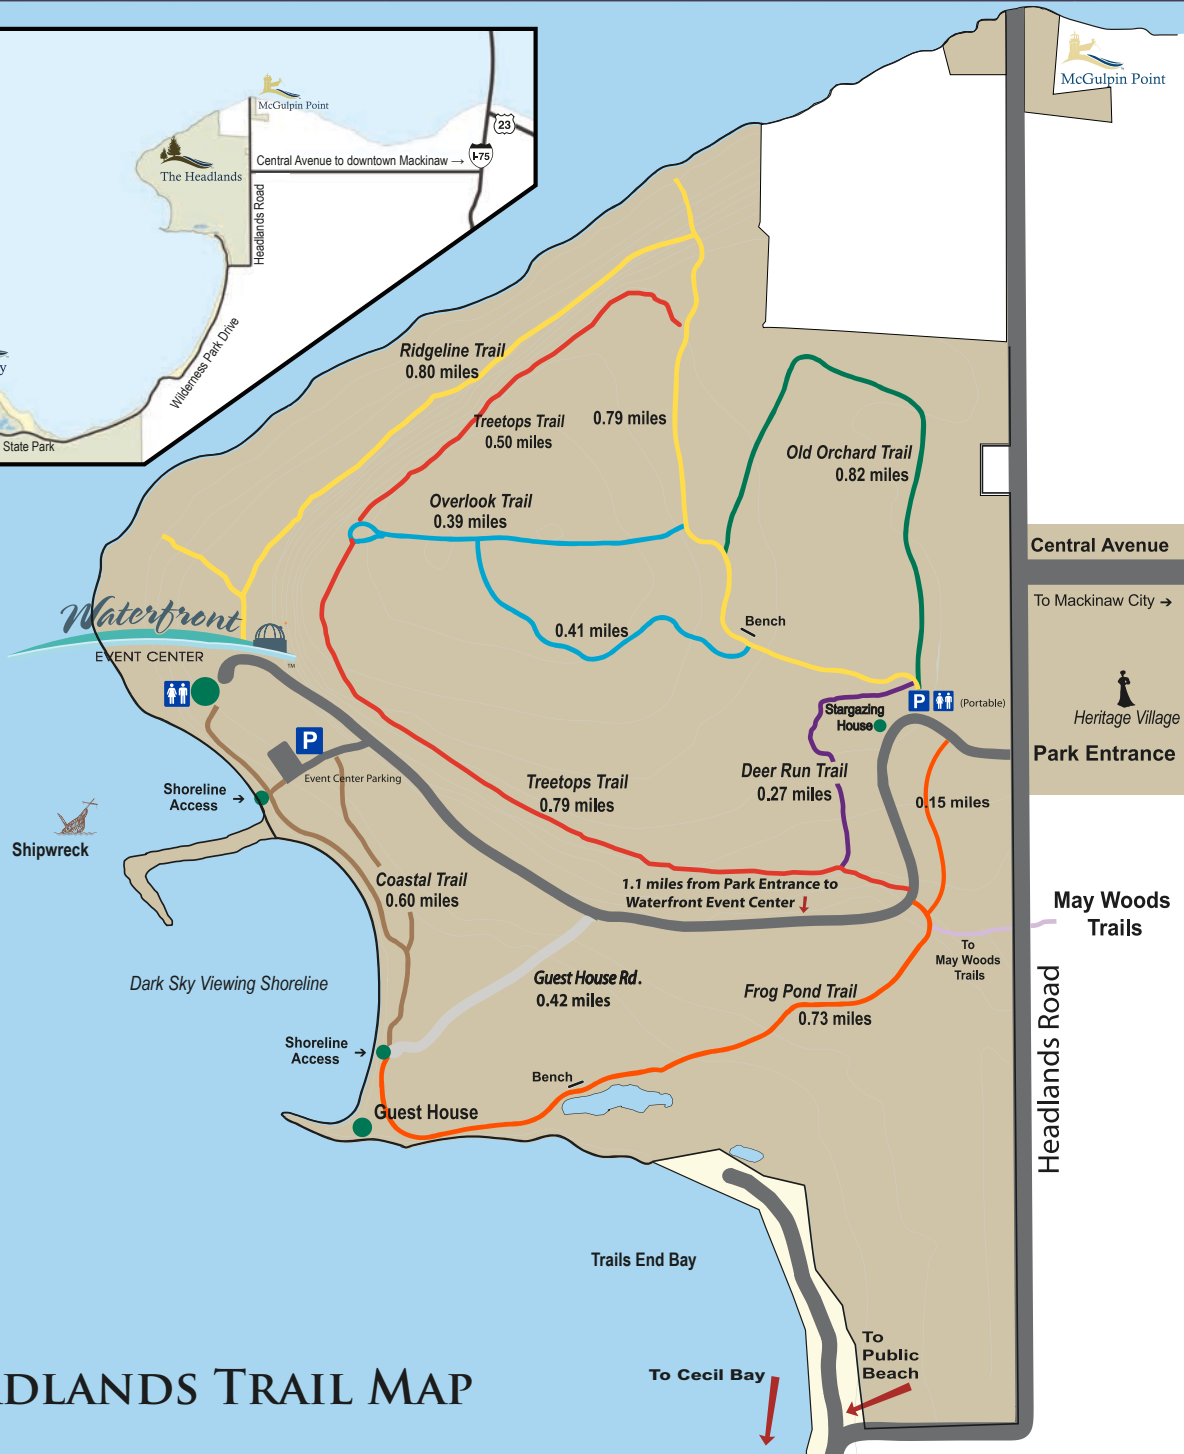 McGulpin Point
23
Central Avenue to downtown Mackinaw →
I-75
The Headlands
Headlands Road
Wilderness Park Drive
y
State Park
McGulpin Point
Ridgeline Trail
0.80 miles
Treetops Trail
0.50 miles
0.79 miles
Old Orchard Trail
0.82 miles
Overlook Trail
0.39 miles
Central Avenue
To Mackinaw City →
Waterfront
EVENT CENTER
TM
0.41 miles
Bench
P
(Portable)
Stargazing
House
Heritage Village
Park Entrance
P
Event Center Parking
Shoreline
Access →
Deer Run Trail
0.27 miles
Treetops Trail
0.79 miles
0.15 miles
Shipwreck
Coastal Trail
0.60 miles
1.1 miles from Park Entrance to
Waterfront Event Center
May Woods
Trails
To
May Woods
Trails
Dark Sky Viewing Shoreline
Guest House Rd.
0.42 miles
Frog Pond Trail
0.73 miles
Headlands Road
Shoreline
Access →
Bench
Guest House
Trails End Bay
To
Public
Beach
To Cecil Bay
DLANDS TRAIL MAP